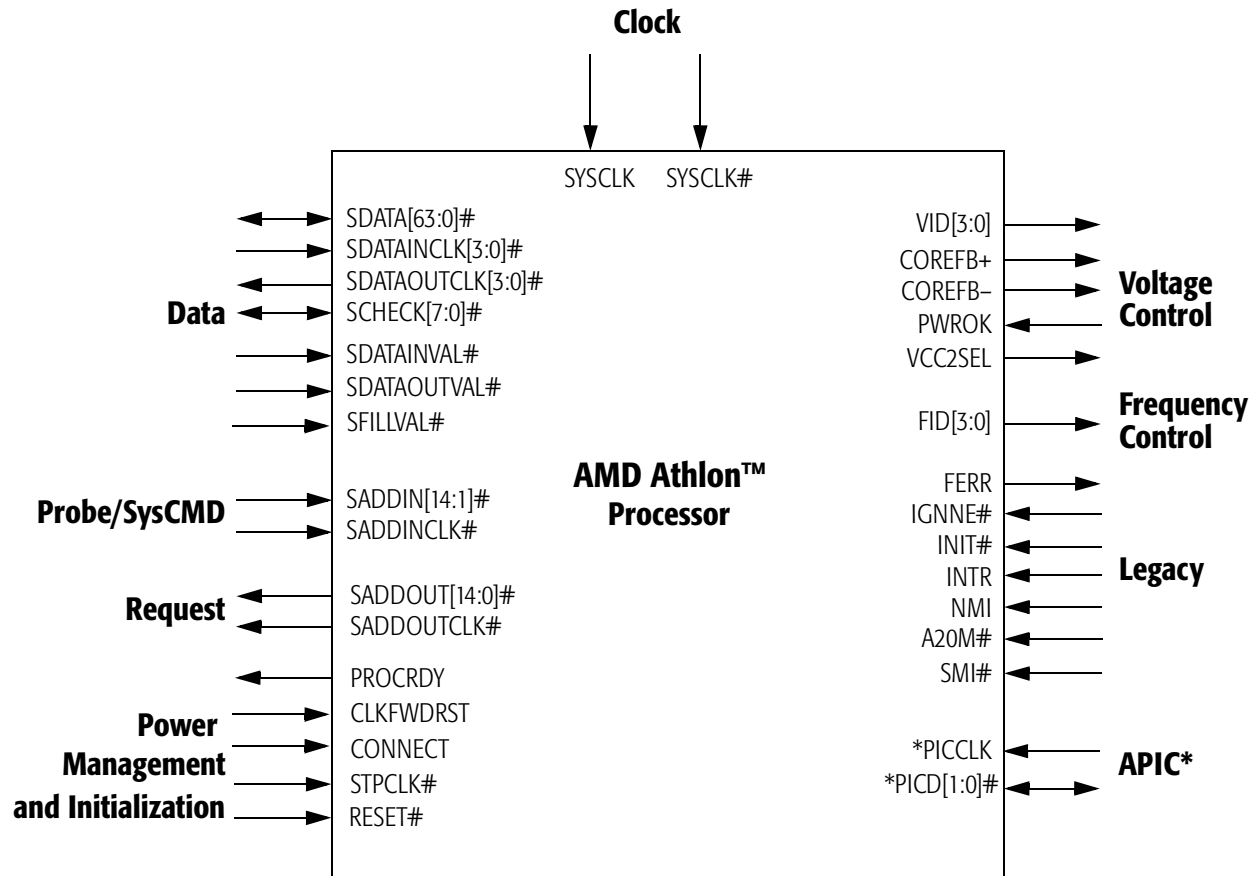 Clock
SYSCLK SYSCLK#
Data
SDATA[63:0]#
SDATAINCLK[3:0]#
SDATAOUTCLK[3:0]#
SCHECK[7:0]#
SDATAINVAL#
SDATAOUTVAL#
SFILLVAL#
Probe/SysCMD
SADDIN[14:1]#
SADDINCLK#
Request
SADDOUT[14:0]#
SADDOUTCLK#
Power
Management
and Initialization
PROCRDY
CLKFWDRST
CONNECT
STPCLK#
RESET#
AMD Athlon™
Processor
VID[3:0]
COREFB+
COREFB–
PWROK
VCC2SEL
Voltage
Control
FID[3:0]
Frequency
Control
FERR
IGNNE#
INIT#
INTR
NMI
A20M#
SMI#
Legacy
*PICCLK
*PICD[1:0]#
APIC*